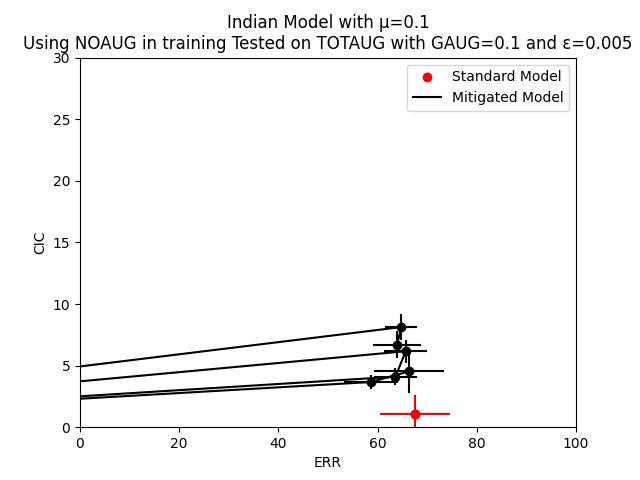 Indian Model with μ=0.1
Using NOAUG in training Tested on TOTAUG with GAUG=0.1 and ε=0.005
30
25
20
15
10
5
0
CIC
Standard Model
Mitigated Model
0 20 40 60 80 100
ERR